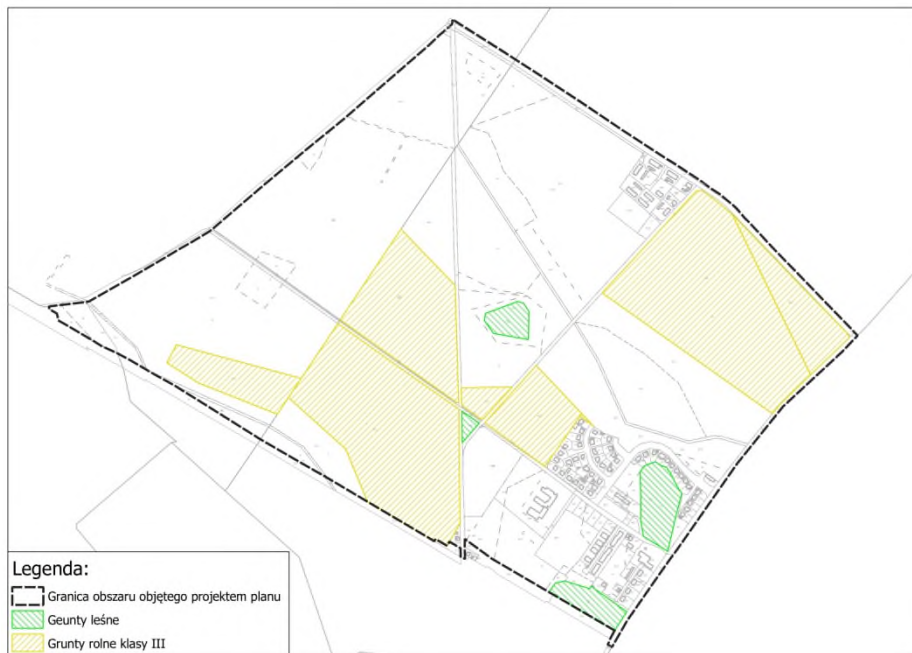 Legenda:
Granica obszaru objętego projektem planu
Geunty leśne
Grunty rolne klasy III